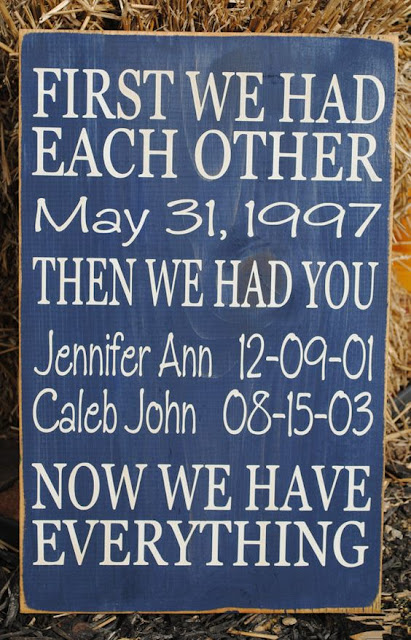 FIRST WE HAD
EACH OTHER
May 31, 1997
THEN WE HAD YOU
Jennifer Ann 12-09-01
Caleb John 08-15-03
NOW WE HAVE
EVERYTHING